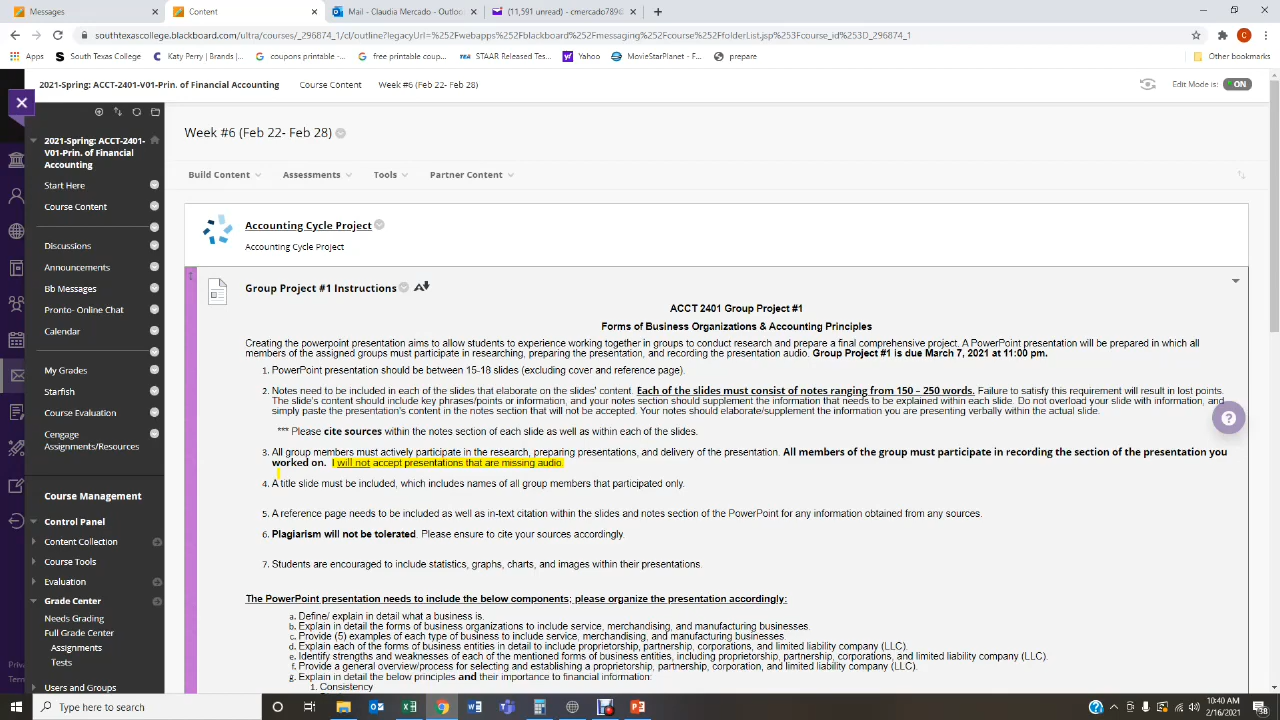 Messages
Content
Mail - Claudia Mercado - Outloo
(11,591 unread) - cmercado789@
southtexascollege.blackboard.com/ultra/courses/_296874_1/cl/outline?legacyUrl=%252Fwebapps%252Fblackboard%252Fmessaging%252Fcourse%252FfolderList.jsp%3Fcourse_id%3D_296874_1
Apps
South Texas College
Katy Perry | Brands |...
coupons.printable -...
free printable coup...
STAAR Released Tes...
Yahoo
MovieStarPlanet - F...
prepare
Other bookmarks
2021-Spring: ACCT-2401-V01-Prin. of Financial Accounting
Course Content
Week #6 (Feb 22- Feb 28)
Edit Mode is:
ON
2021-Spring: ACCT-2401-
V01-Prin. of Financial
Accounting
Start Here
Course Content
Discussions
Announcements
Bb Messages
Pronto- Online Chat
Calendar
My Grades
Starfish
Course Evaluation
Cengage
Assignments/Resources
Course Management
Control Panel
Content Collection
Course Tools
Evaluation
Grade Center
Needs Grading
Full Grade Center
Assignments
Tests
Users and Groups
Priv
Term
Week #6 (Feb 22- Feb 28)
Build Content
Assessments
Tools
Partner Content
Accounting Cycle Project
Accounting Cycle Project
Group Project #1 Instructions
ACCT 2401 Group Project #1
Forms of Business Organizations & Accounting Principles
Creating the powerpoint presentation aims to allow students to experience working together in groups to conduct research and prepare a final comprehensive project. A PowerPoint presentation will be prepared in which all
members of the assigned groups must participate in researching, preparing the presentation, and recording the presentation audio. Group Project #1 is due March 7, 2021 at 11:00 pm.
1. PowerPoint presentation should be between 15-18 slides (excluding cover and reference page).
2. Notes need to be included in each of the slides that elaborate on the slides' content. Each of the slides must consist of notes ranging from 150 – 250 words. Failure to satisfy this requirement will result in lost points.
The slide's content should include key phrases/points or information, and your notes section should supplement the information that needs to be explained within each slide. Do not overload your slide with information, and
simply paste the presentation's content in the notes section that will not be accepted. Your notes should elaborate/supplement the information you are presenting verbally within the actual slide.
*** Please cite sources within the notes section of each slide as well as within each of the slides.
3. All group members must actively participate in the research, preparing presentations, and delivery of the presentation. All members of the group must participate in recording the section of the presentation you
worked on. I will not accept presentations that are missing audio.
4. A title slide must be included, which includes names of all group members that participated only.
5. A reference page needs to be included as well as in-text citation within the slides and notes section of the PowerPoint for any information obtained from any sources.
6. Plagiarism will not be tolerated. Please ensure to cite your sources accordingly.
7. Students are encouraged to include statistics, graphs, charts, and images within their presentations.
The PowerPoint presentation needs to include the below components; please organize the presentation accordingly:
a. Define/ explain in detail what a business is.
b. Explain in detail the forms of business organizations to include service, merchandising, and manufacturing businesses.
c. Provide (5) examples of each type of business to include service, merchandising, and manufacturing businesses
d. Explain each of the forms of business entities in detail to include proprietorship, partnership, corporations, and limited liability company (LLC).
e. Identify strengths and weaknesses of each of the mentioned forms of business entities, including proprietorship, partnership, corporations, and limited liability company (LLC).
f. Provide a general overview/process for selecting and establishing a proprietorship, partnership, corporation, and limited liability company (LLC).
g. Explain in detail the below principles and their importance to financial information:
1. Consistency
Type here to search
10:40 AM
2/16/2021
38